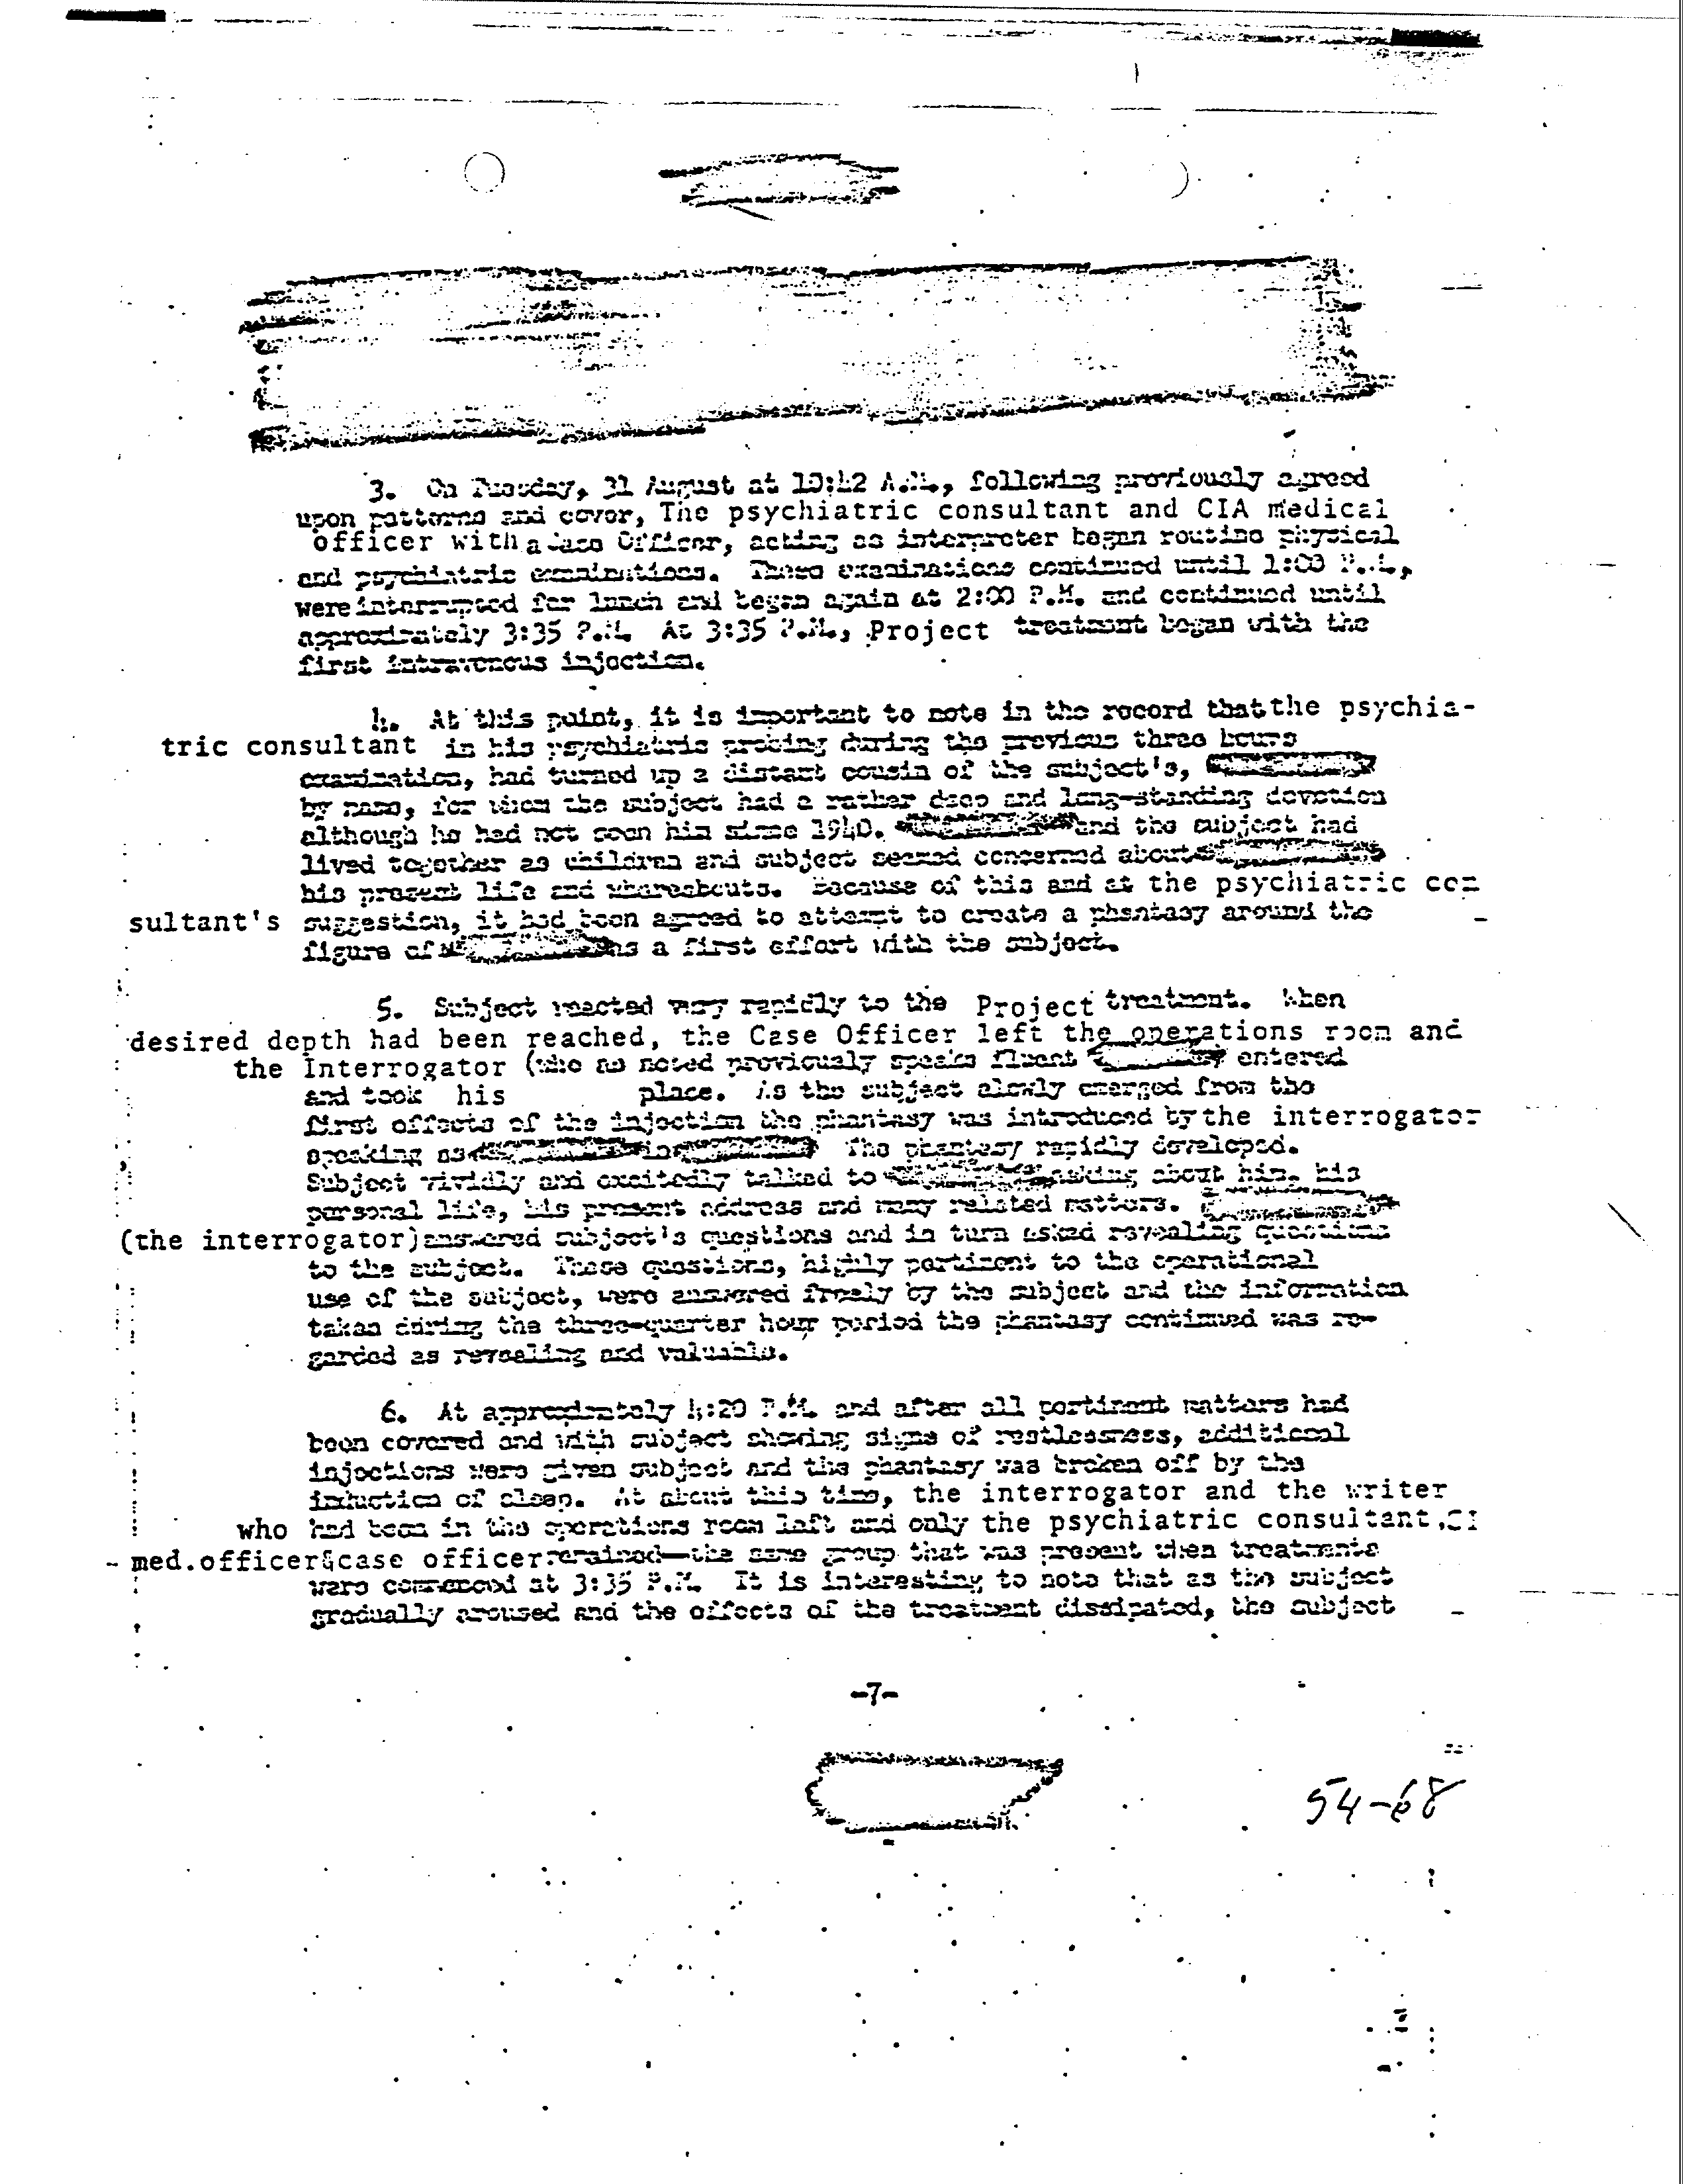 3. On Tuesday, 31 August at 10:42 A.M., following previously agreed
upon patterns and cover, The psychiatric consultant and CIA medical
officer with a Case Officer, acting as interpreter began routine physical
and psychiatric examinations. These examinations continued until 1:00 P.M.,
were interrupted for lunch and began again at 2:00 P.M. and continued until
approximately 3:35 P.M. At 3:35 P.M., Project treatment began with the
first intravenous injection.
4. At this point, it is important to note in the record that the psychia-
tric consultant in his psychiatric probing during the previous three hours
examination, had turned up a distant cousin of the subject's,
by name, for whom the subject had a rather deep and long-standing devotion
although he had not seen him since 1940. and the subject had
lived together as children and subject seemed concerned about
his present life and whereabouts. Because of this and at the psychiatric con
sultant's suggestion, it had been agreed to attempt to create a phantasy around the
figure of as a first effort with the subject.
5. Subject reacted very rapidly to the Project treatment. When
desired depth had been reached, the Case Officer left the operations room and
the Interrogator (who as noted previously speaks fluent entered
and took his place. As the subject slowly emerged from the
first effects of the injection the phantasy was introduced by the interrogator
speaking as in The phantasy rapidly developed.
Subject vividly and excitedly talked to asking about him, his
personal life, his present address and many related matters.
(the interrogator) answered subject's questions and in turn asked revealing questions
to the subject. These questions, highly pertinent to the operational
use of the subject, were answered freely by the subject and the information
taken during the three-quarter hour period the phantasy continued was re-
garded as revealing and valuable.
6. At approximately 4:20 P.M. and after all pertinent matters had
been covered and with subject showing signs of restlessness, additional
injections were given subject and the phantasy was broken off by the
induction of sleep. At about this time, the interrogator and the writer
who had been in the operations room left and only the psychiatric consultant, CI
med.officer&case officer remained—the same group that was present when treatments
were commenced at 3:35 P.M. It is interesting to note that as the subject
gradually aroused and the effects of the treatment dissipated, the subject
-7-
54-68